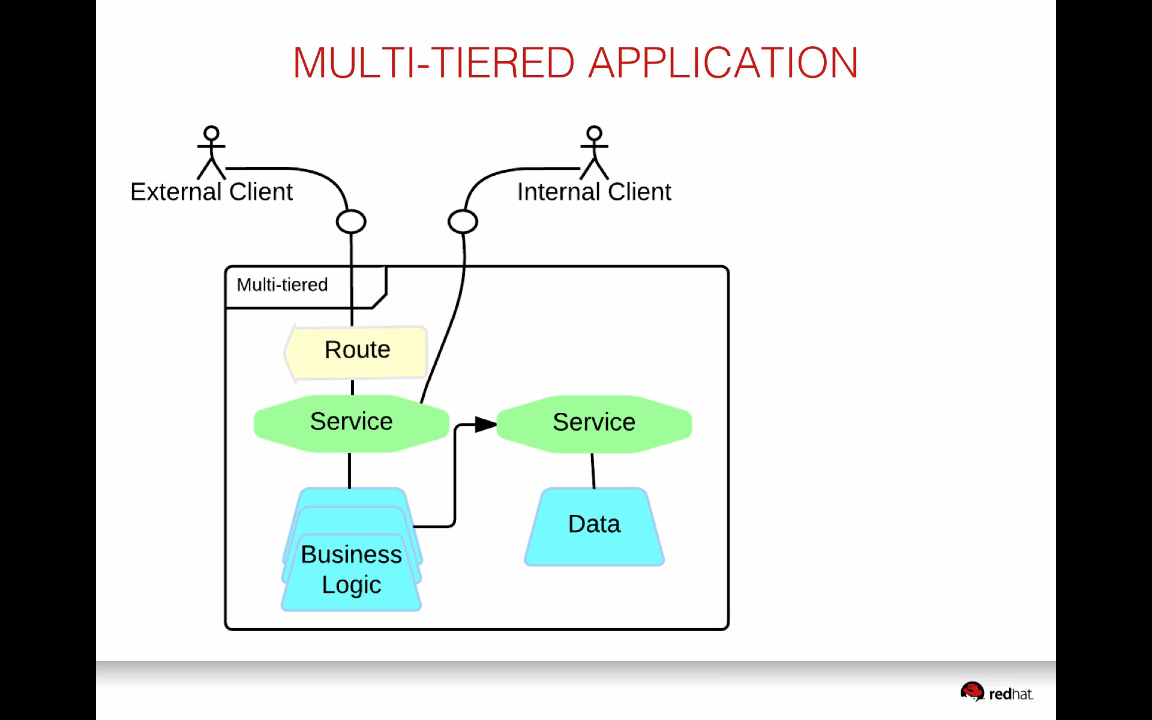 MULTI-TIERED APPLICATION
External Client
Internal Client
Multi-tiered
Route
Service
Service
Business
Logic
Data
redhat.